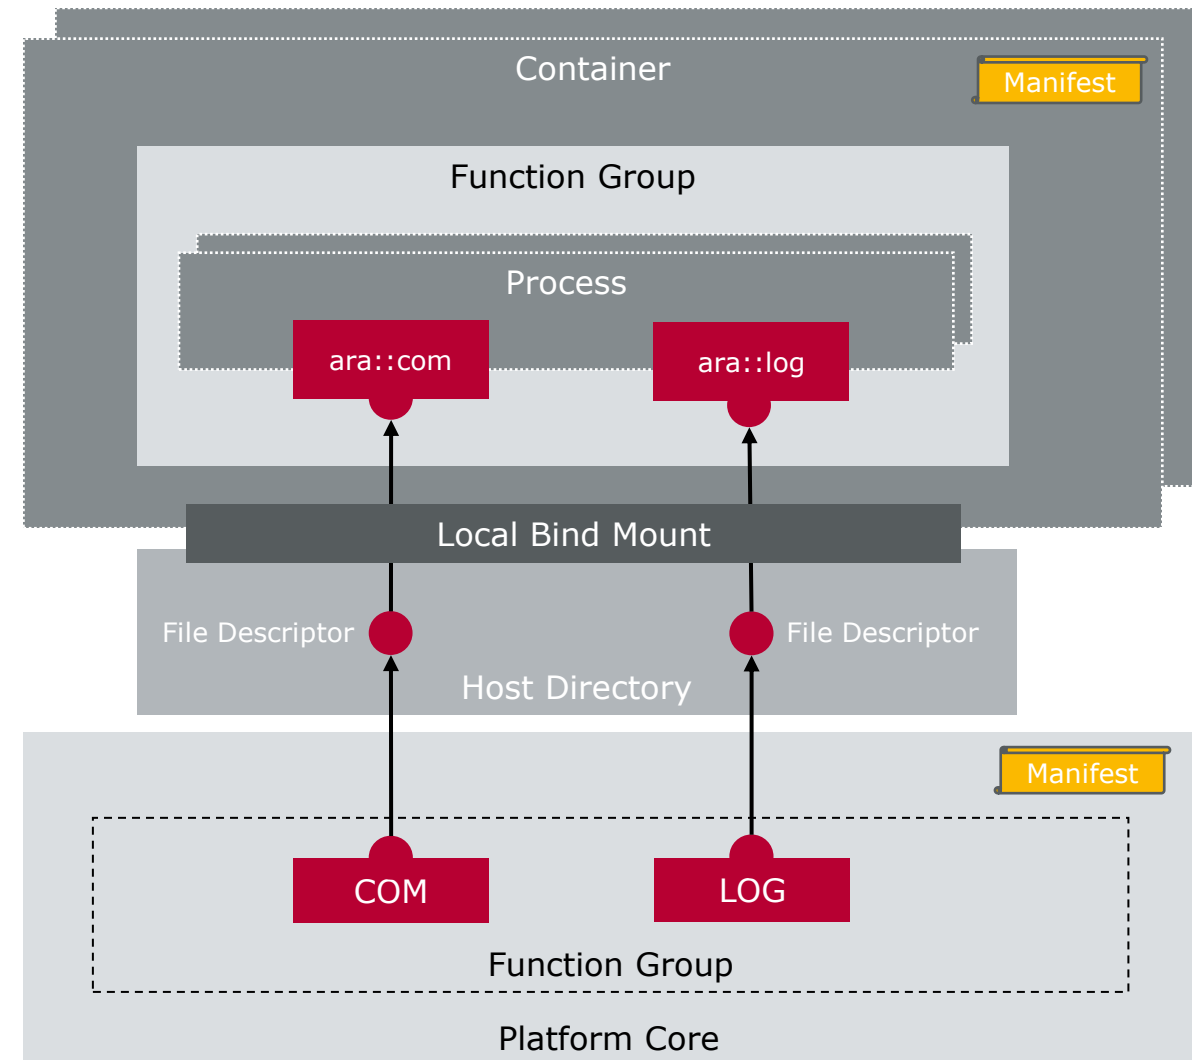 Container
Manifest
Function Group
Process
ara::com
ara::log
Local Bind Mount
File Descriptor
File Descriptor
Host Directory
Manifest
COM
LOG
Function Group
Platform Core